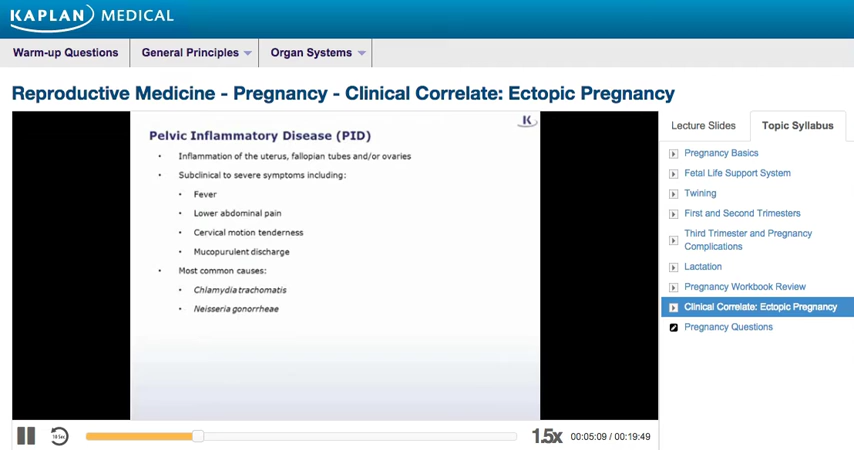 KAPLAN MEDICAL
Warm-up Questions General Principles Organ Systems
Reproductive Medicine - Pregnancy - Clinical Correlate: Ectopic Pregnancy
K
Pelvic Inflammatory Disease (PID)
• Inflammation of the uterus, fallopian tubes and/or ovaries
• Subclinical to severe symptoms including:
• Fever
• Lower abdominal pain
• Cervical motion tenderness
• Mucopurulent discharge
• Most common causes:
• Chlamydia trachomatis
• Neisseria gonorrheae
10 Sec
1.5x 00:05:09 / 00:19:49
Lecture Slides Topic Syllabus
Pregnancy Basics
Fetal Life Support System
Twining
First and Second Trimesters
Third Trimester and Pregnancy
Complications
Lactation
Pregnancy Workbook Review
Clinical Correlate: Ectopic Pregnancy
Pregnancy Questions